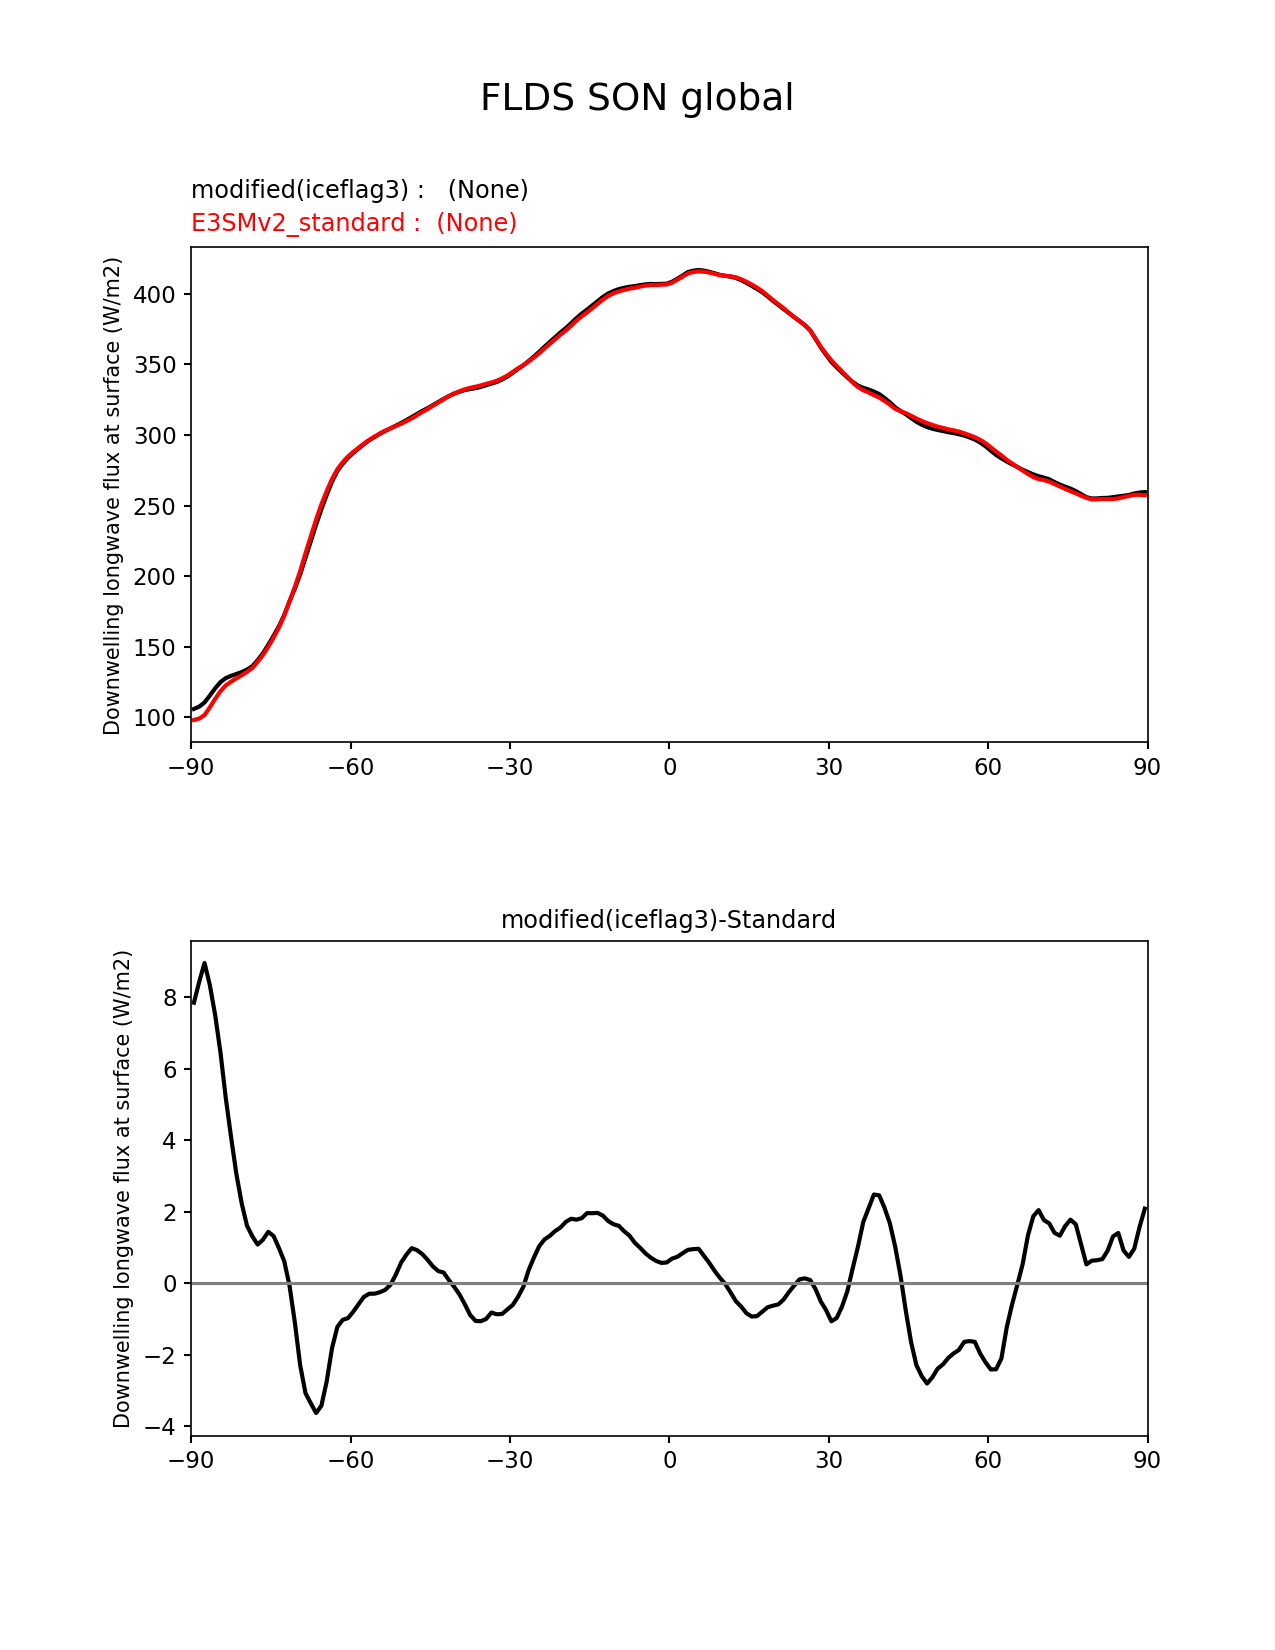 FLDS SON global
modified(iceflag3) :   (None)
E3SMv2_standard :  (None)
Downwelling longwave flux at surface (W/m2)
400
350
300
250
200
150
100
−90 −60 −30 0 30 60 90
modified(iceflag3)-Standard
Downwelling longwave flux at surface (W/m2)
8
6
4
2
0
−2
−4
−90 −60 −30 0 30 60 90